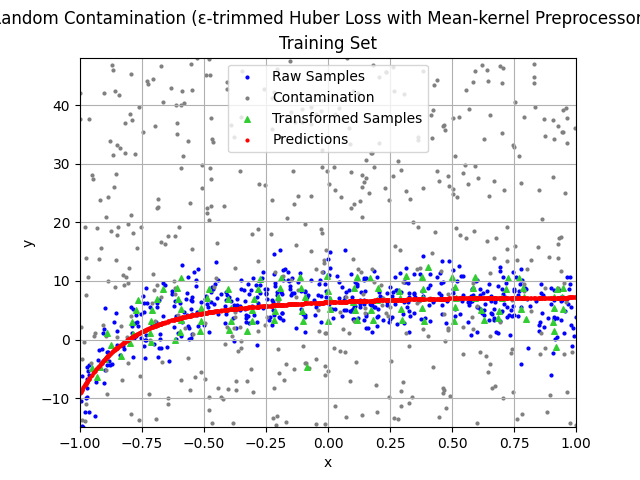 andom Contamination (ε-trimmed Huber Loss with Mean-kernel Preprocessor
Training Set
Raw Samples
Contamination
Transformed Samples
Predictions
y
40
30
20
10
0
−10
−1.00 −0.75 −0.50 −0.25 0.00 0.25 0.50 0.75 1.00
x